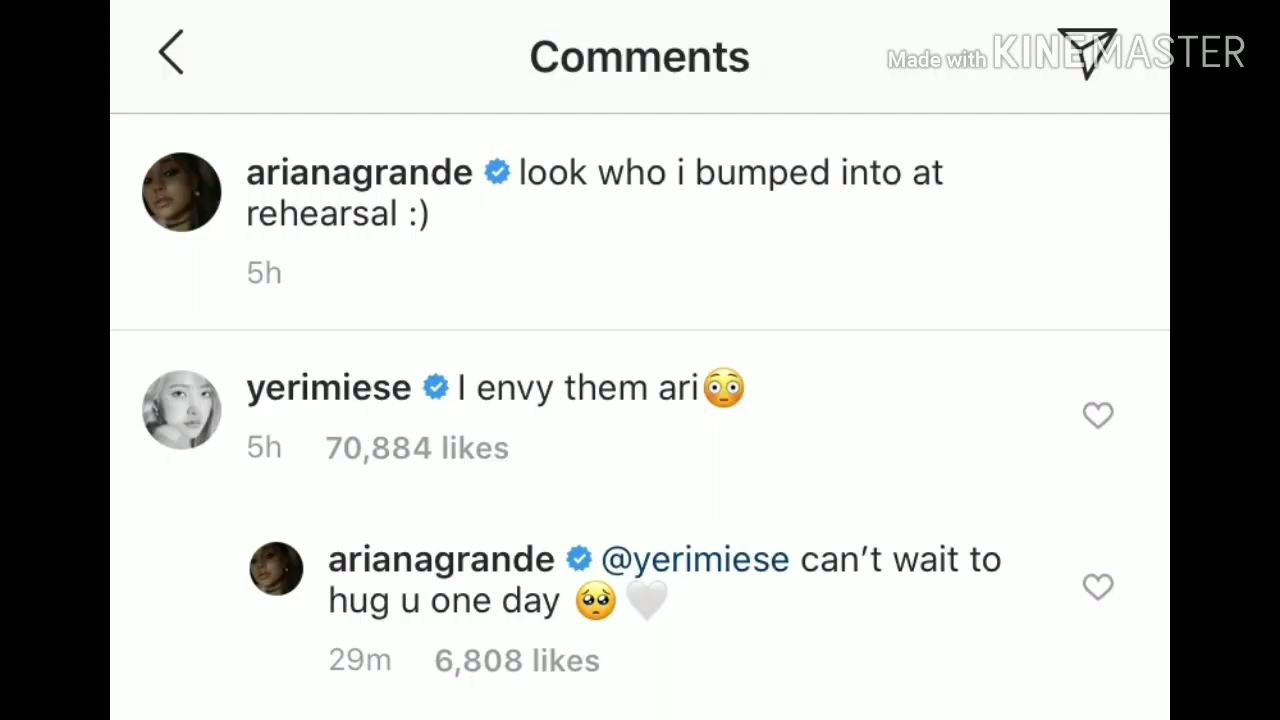 Comments
Made with KINEMASTER
arianagrande look who i bumped into at
rehearsal :)
5h
yerimiese I envy them ari😳
5h 70,884 likes
arianagrande @yerimiese can’t wait to
hug u one day 🥺🤍
29m 6,808 likes